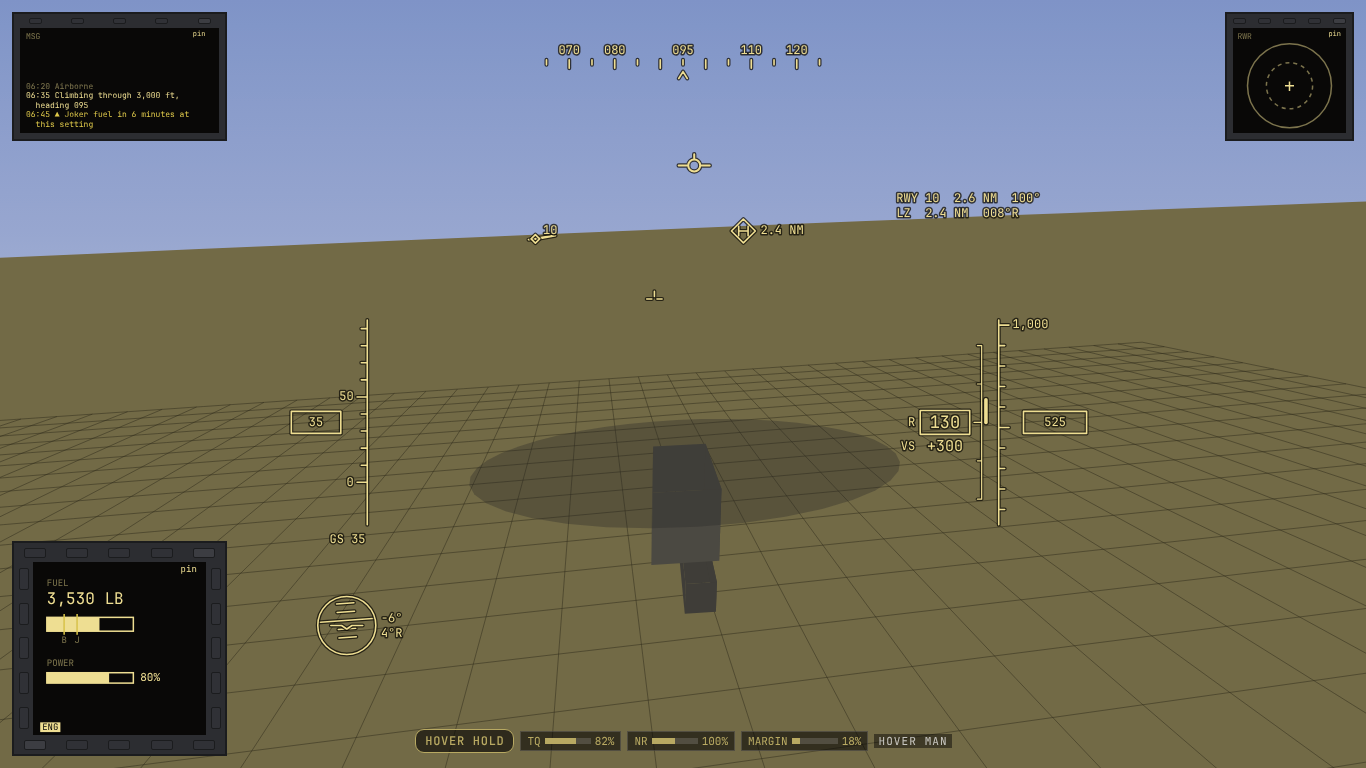 MSG
pin
06:20 Airborne
06:35 Climbing through 3,000 ft,
heading 095
06:45 ▲ Joker fuel in 6 minutes at
this setting
070 080 095 110 120
RWR
pin
RWY 10 2.6 NM 100°
LZ 2.4 NM 008°R
10
H 2.4 NM
1,000
50
35
0
GS 35
R 130
VS +300
525
-6°
4°R
pin
FUEL
3,530 LB
B J
POWER
80%
ENG
HOVER HOLD
TQ 82%
NR 100%
MARGIN 18%
HOVER MAN